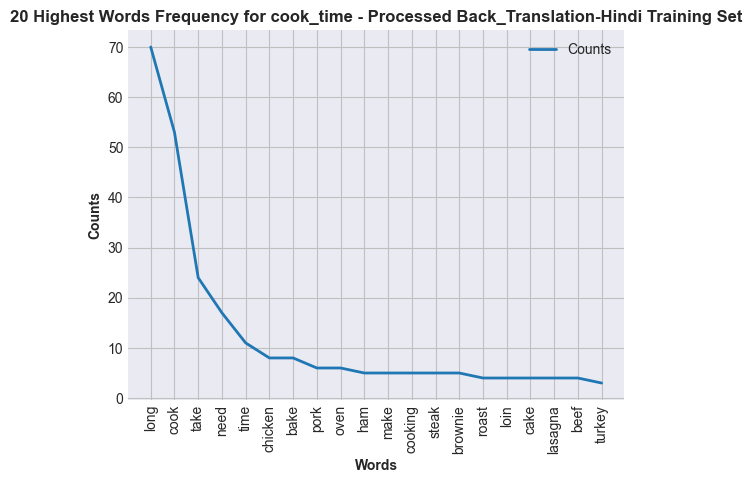 20 Highest Words Frequency for cook_time - Processed Back_Translation-Hindi Training Set
Counts
70
60
50
40
30
20
10
0
Counts
long
cook
take
need
time
chicken
bake
pork
oven
ham
make
cooking
steak
brownie
roast
loin
cake
lasagna
beef
turkey
Words